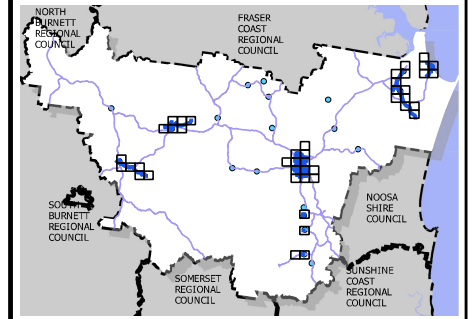 NORTH
BURNETT
REGIONAL
COUNCIL
FRASER
COAST
REGIONAL
COUNCIL
SOUTH
BURNETT
REGIONAL
COUNCIL
NOOSA
SHIRE
COUNCIL
SOMERSET
REGIONAL
COUNCIL
SUNSHINE
COAST
REGIONAL
COUNCIL